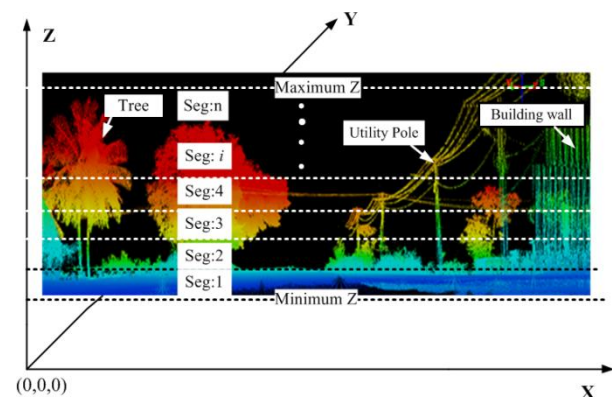 Z
Y
Maximum Z
Tree
Seg:n
Building wall
Utility Pole
Seg: i
Seg:4
Seg:3
Seg:2
Seg:1
Minimum Z
(0,0,0)
X